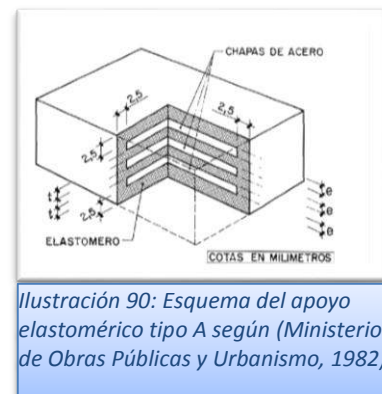 CHAPAS DE ACERO
2,5
2,5
2,5
t
t
2,5
e
e
e
ELASTOMERO
COTAS EN MILIMETROS
Ilustración 90: Esquema del apoyo
elastomérico tipo A según (Ministerio
de Obras Públicas y Urbanismo, 1982)